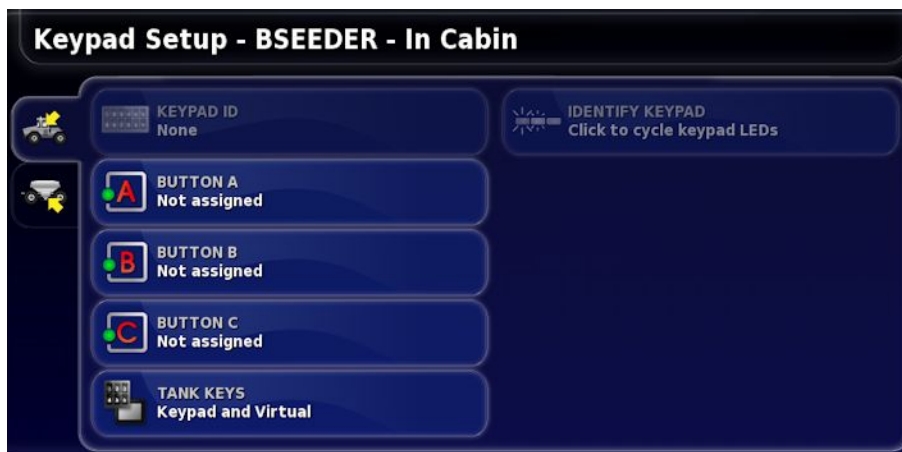 Keypad Setup - BSEEDER - In Cabin
KEYPAD ID
None
IDENTIFY KEYPAD
Click to cycle keypad LEDs
A
BUTTON A
Not assigned
B
BUTTON B
Not assigned
C
BUTTON C
Not assigned
TANK KEYS
Keypad and Virtual